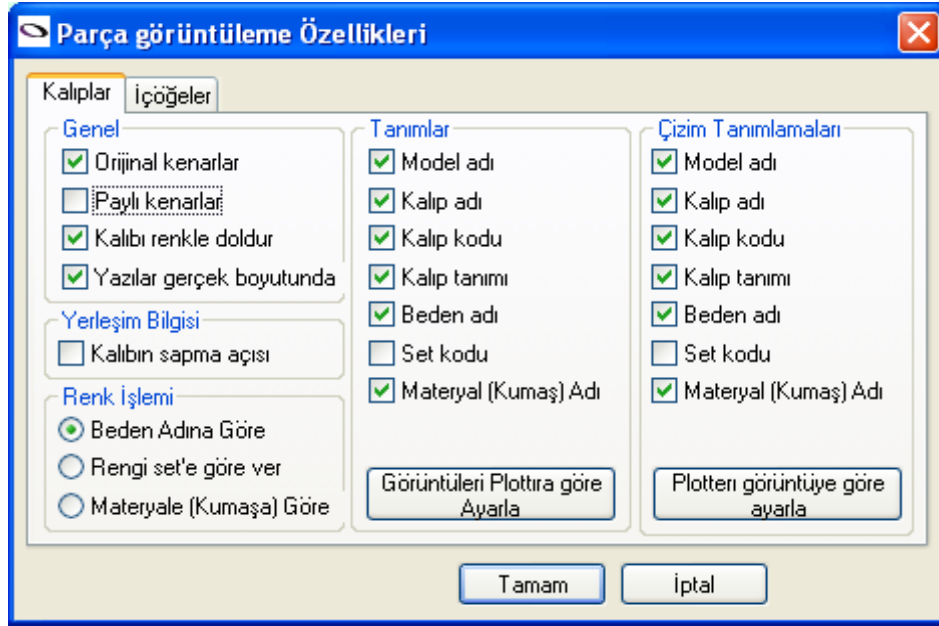 Parça görüntüleme Özellikleri
Kalıplar
İçöğeler
Genel
Orijinal kenarlar
Paylı kenarlar
Kalıbı renkle doldur
Yazılar gerçek boyutunda
Yerleşim Bilgisi
Kalıbın sapma açısı
Renk İşlemi
Beden Adına Göre
Rengi set'e göre ver
Materyale (Kumaşa) Göre
Tanımlar
Model adı
Kalıp adı
Kalıp kodu
Kalıp tanımı
Beden adı
Set kodu
Materyal (Kumaş) Adı
Görüntüleri Plottıra göre
Ayarla
Çizim Tanımlamaları
Model adı
Kalıp adı
Kalıp kodu
Kalıp tanımı
Beden adı
Set kodu
Materyal (Kumaş) Adı
Plotterı görüntüye göre
ayarla
Tamam
İptal